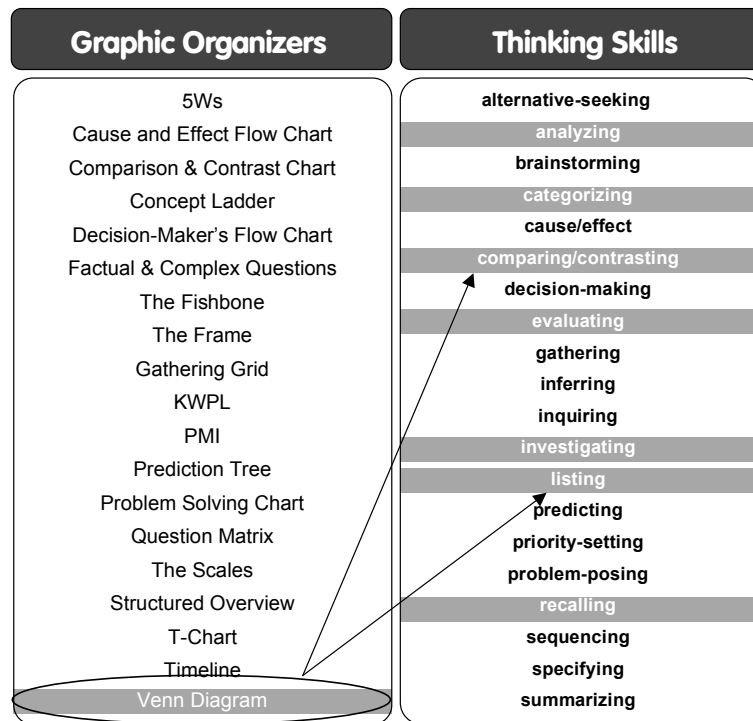 Graphic Organizers
5Ws
Cause and Effect Flow Chart
Comparison & Contrast Chart
Concept Ladder
Decision-Maker's Flow Chart
Factual & Complex Questions
The Fishbone
The Frame
Gathering Grid
KWPL
PMI
Prediction Tree
Problem Solving Chart
Question Matrix
The Scales
Structured Overview
T-Chart
Timeline
Venn Diagram
Thinking Skills
alternative-seeking
analyzing
brainstorming
categorizing
cause/effect
comparing/contrasting
decision-making
evaluating
gathering
inferring
inquiring
investigating
listing
predicting
priority-setting
problem-posing
recalling
sequencing
specifying
summarizing